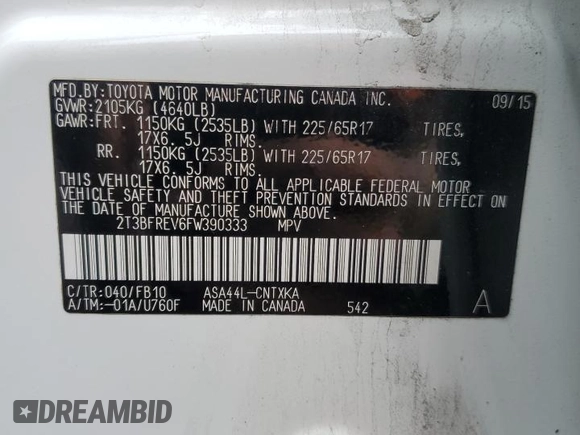 MFD.BY:TOYOTA MOTOR MANUFACTURING CANADA INC. 09/15
GVWR:2105KG (4640LB)
GAWR:FRT. 1150KG (2535LB) WITH 225/65R17 TIRES,
17X6. 5J RIMS.
RR. 1150KG (2535LB) WITH 225/65R17 TIRES,
17X6. 5J RIMS.
THIS VEHICLE CONFORMS TO ALL APPLICABLE FEDERAL MOTOR
VEHICLE SAFETY AND THEFT PREVENTION STANDARDS IN EFFECT ON
THE DATE OF MANUFACTURE SHOWN ABOVE.
2T3BFREV6FW390333 MPV
C/TR:040/FB10 ASA44L-CNTXKA
A/TM:-01A/U760F MADE IN CANADA 542 A
DREAMBID